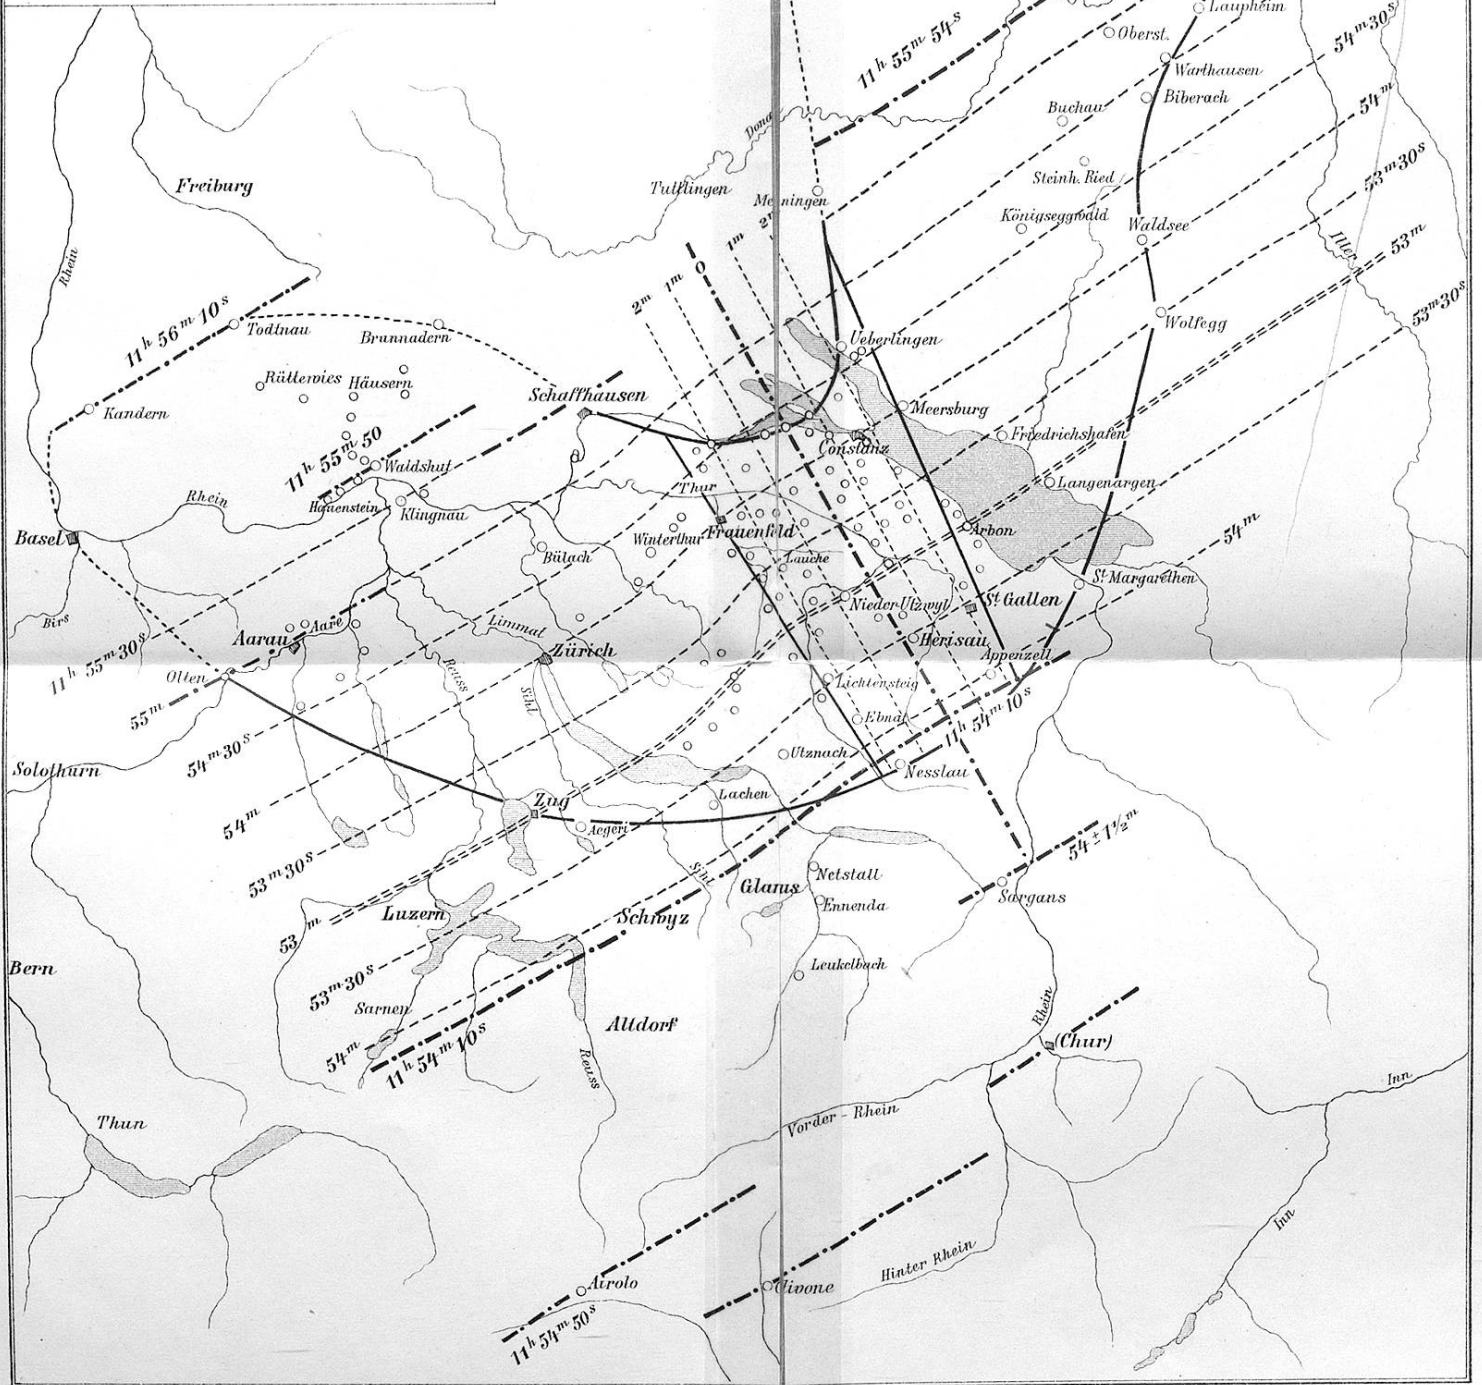 Laupheim
11ʰ 55ᵐ 54ˢ
Oberst.
54ᵐ 30ˢ
Warthausen
Biberach
Buchau
54ᵐ
Donau
Steinh. Ried
53ᵐ 30ˢ
Freiburg
Tuttlingen
Königseggwald
Waldsee
53ᵐ
Iller
Rhein
2ᵐ
1ᵐ
0
1ᵐ
2ᵐ
53ᵐ 30ˢ
11ʰ 56ᵐ 10ˢ
Todtnau
Brunnadern
Ueberlingen
Wolfegg
Rütterwies
Häusern
Schaffhausen
Kandern
Meersburg
Friedrichshafen
11ʰ 55ᵐ 50
Waldshut
Constanz
Langenargen
Rhein
Hauenstein
Klingnau
Thur
Basel
Winterthur
Frauenfeld
Arbon
54ᵐ
Bülach
Lauche
Sᵗ Margarethen
Birs
Nieder Utzwyl
Sᵗ Gallen
Aare
Limmat
Aarau
Zürich
Herisau
Appenzell
11ʰ 55ᵐ 30ˢ
Olten
Reuss
Sihl
Lichtensteig
55ᵐ
Ebnat
11ʰ 54ᵐ 10ˢ
54ᵐ 30ˢ
Utznach
Nesslau
Solothurn
Zug
Lachen
54ᵐ
Aegeri
54 ± 1½ᵐ
53ᵐ 30ˢ
Sihl
Netstall
Glarus
Sargans
Luzern
Schwyz
Ennenda
53ᵐ
Bern
Leukelbach
53ᵐ 30ˢ
Sarnen
Altdorf
Rhein
54ᵐ
11ʰ 54ᵐ 10ˢ
(Chur)
Reuss
Inn
Thun
Vorder-Rhein
Inn
Hinter Rhein
Airolo
Olivone
11ʰ 54ᵐ 50ˢ